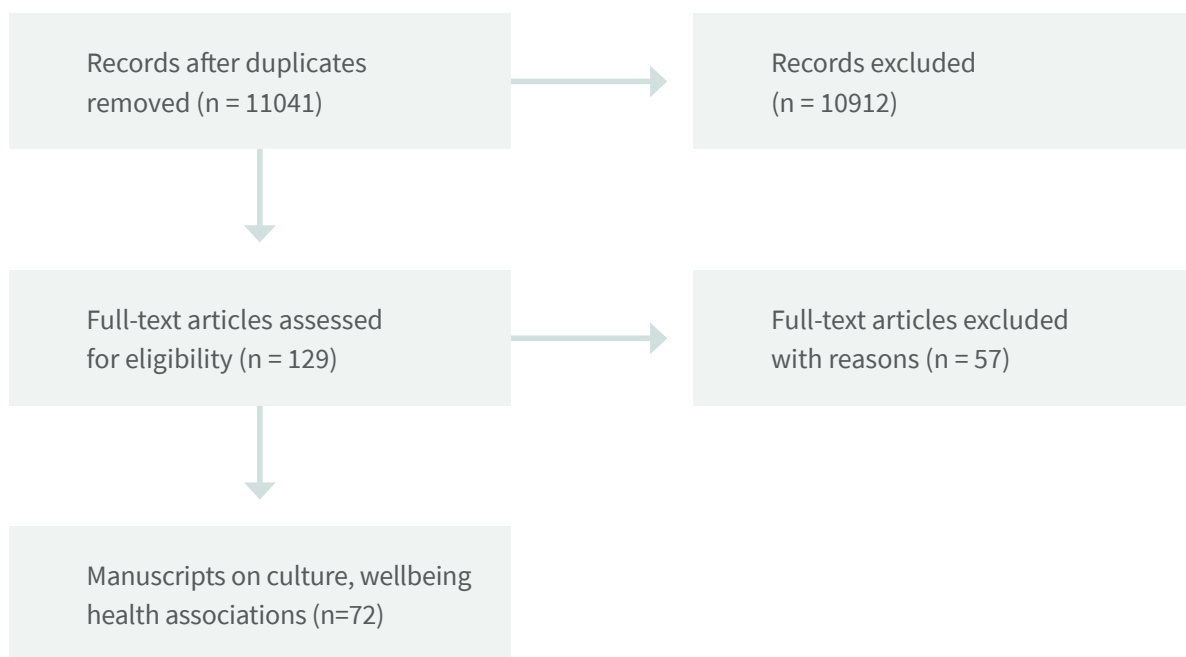 Records after duplicates
removed (n = 11041)
Records excluded
(n = 10912)
Full-text articles assessed
for eligibility (n = 129)
Full-text articles excluded
with reasons (n = 57)
Manuscripts on culture, wellbeing
health associations (n=72)